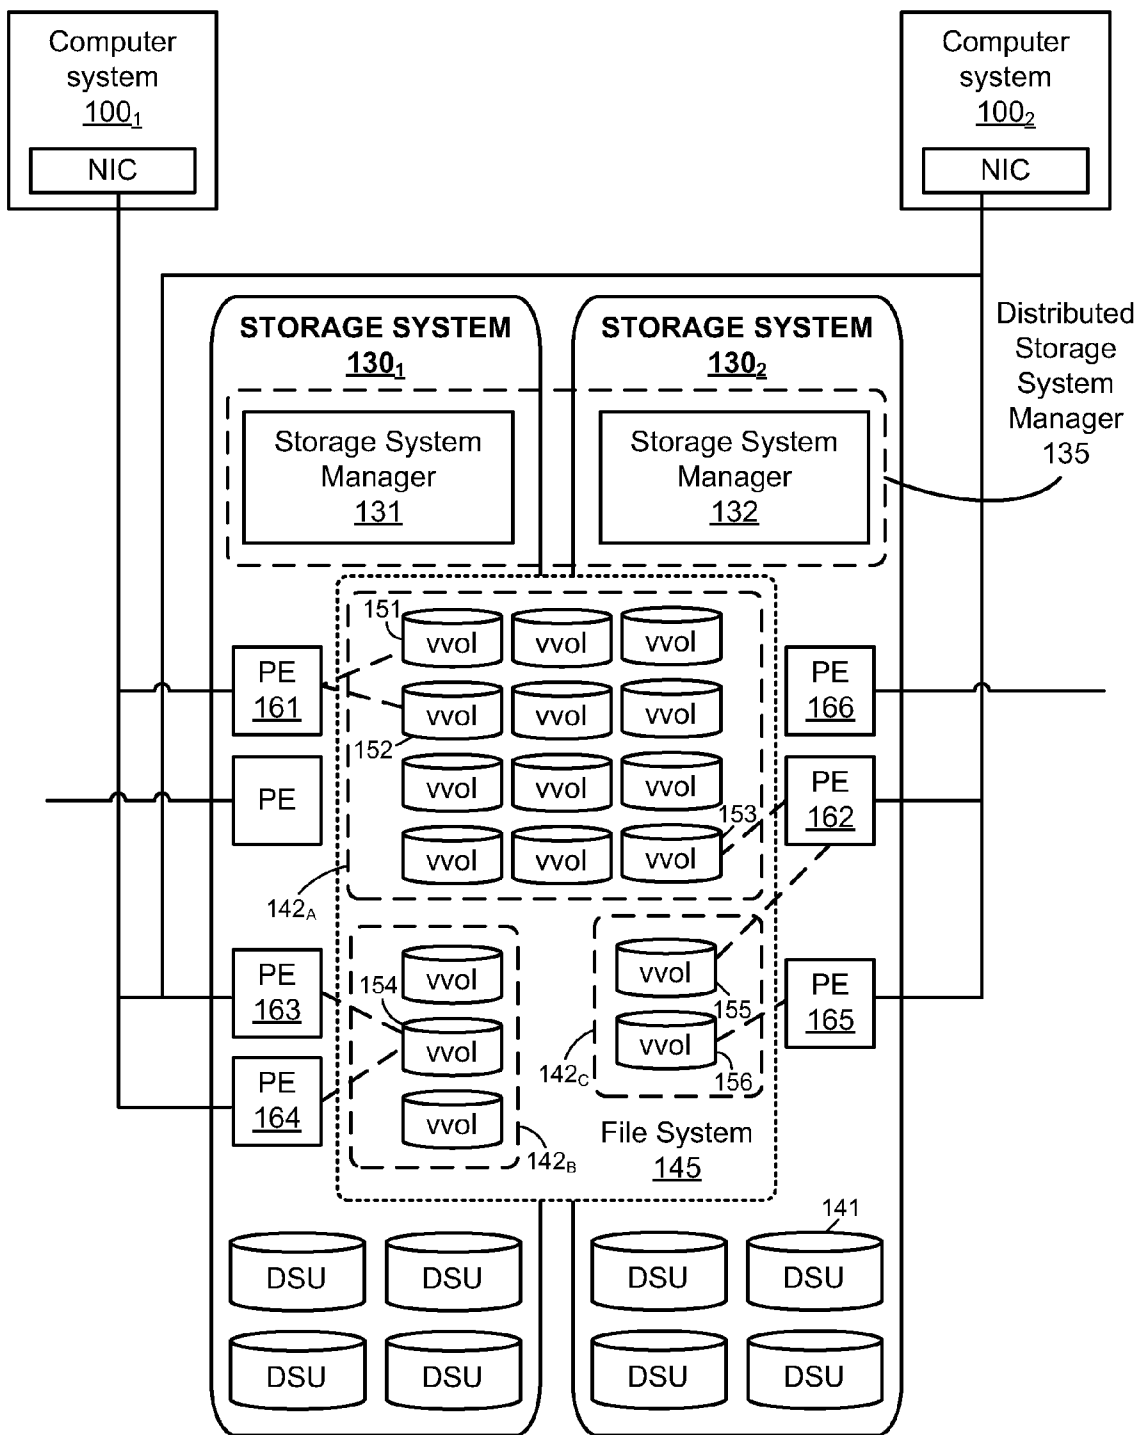 Computer
system
100₁
NIC
Computer
system
100₂
NIC
STORAGE SYSTEM
130₁
STORAGE SYSTEM
130₂
Distributed
Storage
System
Manager
135
Storage System
Manager
131
Storage System
Manager
132
151
vvol
vvol
vvol
PE
161
PE
166
vvol
vvol
vvol
152
PE
vvol
vvol
vvol
PE
162
153
vvol
vvol
vvol
142A
PE
163
vvol
154
vvol
vvol
155
PE
165
vvol
142C
156
PE
164
vvol
142B
File System
145
141
DSU
DSU
DSU
DSU
DSU
DSU
DSU
DSU